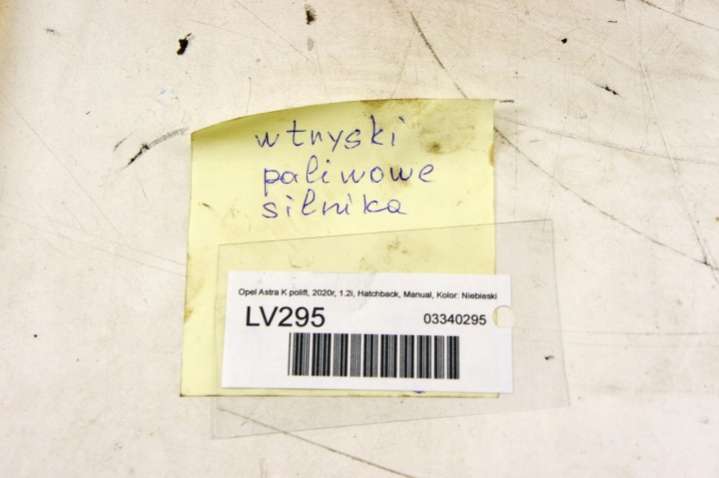 wtryski
paliwowe
silnika
Opel Astra K polift, 2020r, 1.2i, Hatchback, Manual, Kolor: Niebieski
LV295
03340295